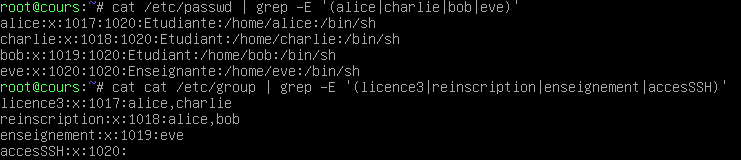 root@cours:~# cat /etc/passwd | grep -E '(alice|charlie|bob|eve)'
alice:x:1017:1020:Etudiante:/home/alice:/bin/sh
charlie:x:1018:1020:Etudiant:/home/charlie:/bin/sh
bob:x:1019:1020:Etudiant:/home/bob:/bin/sh
eve:x:1020:1020:Enseignante:/home/eve:/bin/sh
root@cours:~# cat cat /etc/group | grep -E '(licence3|reinscription|enseignement|accesSSH)'
licence3:x:1017:alice,charlie
reinscription:x:1018:alice,bob
enseignement:x:1019:eve
accesSSH:x:1020: